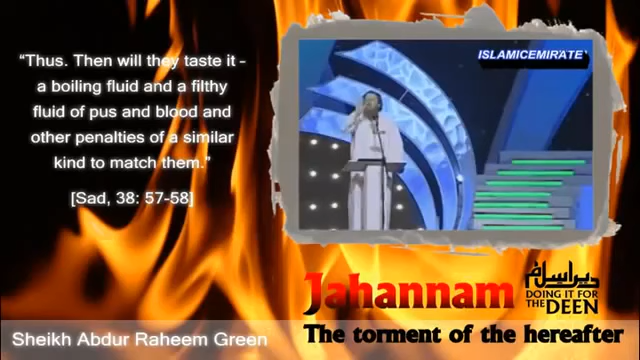 “Thus. Then will they taste it –
a boiling fluid and a filthy
fluid of pus and blood and
other penalties of a similar
kind to match them.”
[Sad, 38: 57-58]
ISLAMICEMIRATE
Jahannam
DOING IT FOR
THE DEEN
The torment of the hereafter
Sheikh Abdur Raheem Green